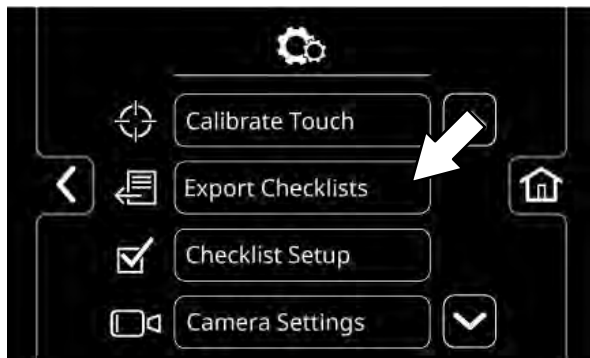 Calibrate Touch
Export Checklists
Checklist Setup
Camera Settings